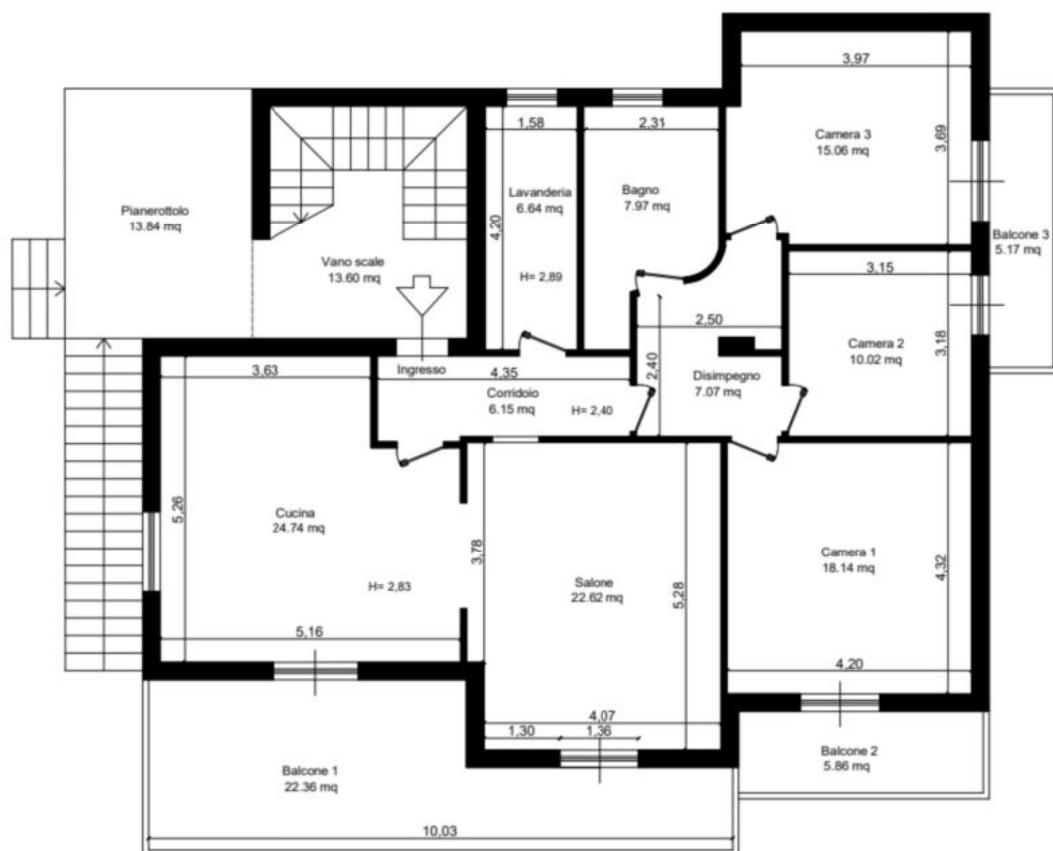 3,97
Camera 3
15.06 mq
3,69
1,58
2,31
Lavanderia
6.64 mq
Bagno
7.97 mq
4,20
H= 2,89
Pianerottolo
13.84 mq
Vano scale
13.60 mq
Balcone 3
5.17 mq
3,15
Camera 2
10.02 mq
3,18
2,50
2,40
Disimpegno
7.07 mq
Ingresso
3,63
4,35
Corridoio
6.15 mq
H= 2,40
5,26
Cucina
24.74 mq
H= 2,83
5,16
3,78
Salone
22.62 mq
5,28
Camera 1
18.14 mq
4,32
4,20
4,07
1,30
1,36
Balcone 1
22.36 mq
Balcone 2
5.86 mq
10,03